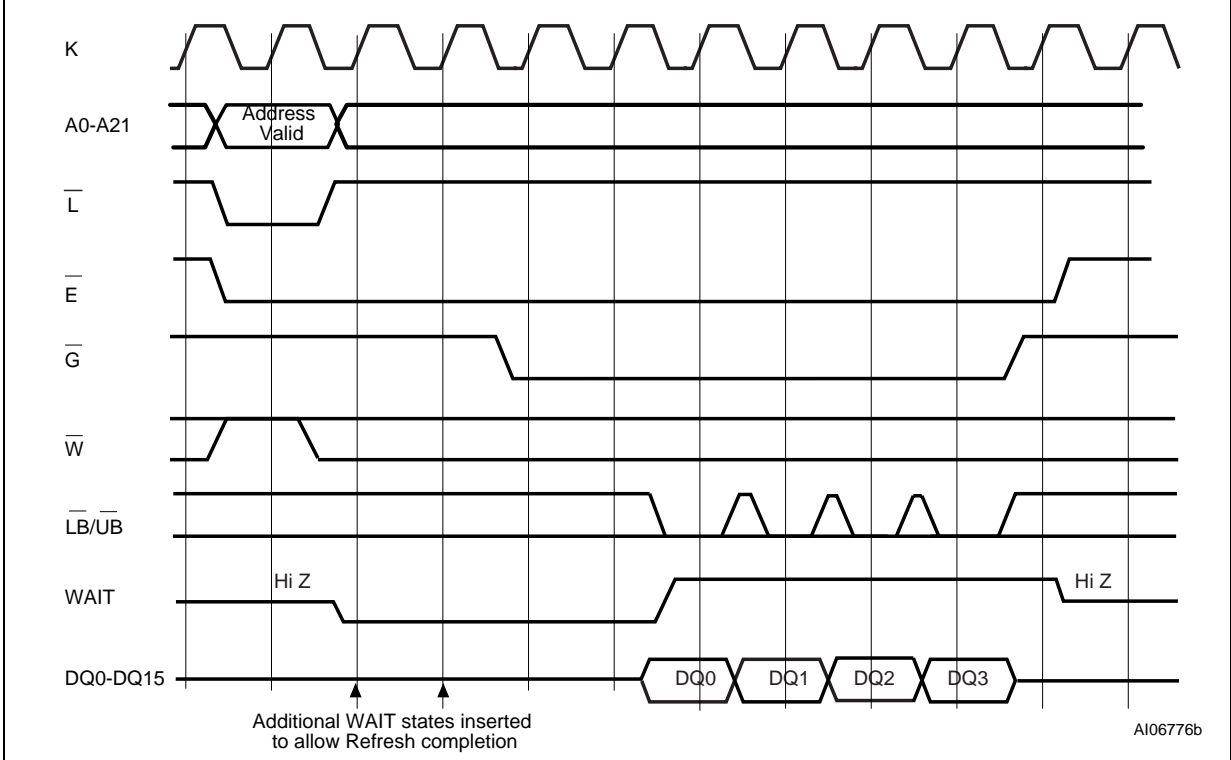 K
A0-A21
Address
Valid
L
E
G
W
LB/UB
WAIT
Hi Z
Hi Z
DQ0-DQ15
DQ0
DQ1
DQ2
DQ3
Additional WAIT states inserted
to allow Refresh completion
AI06776b